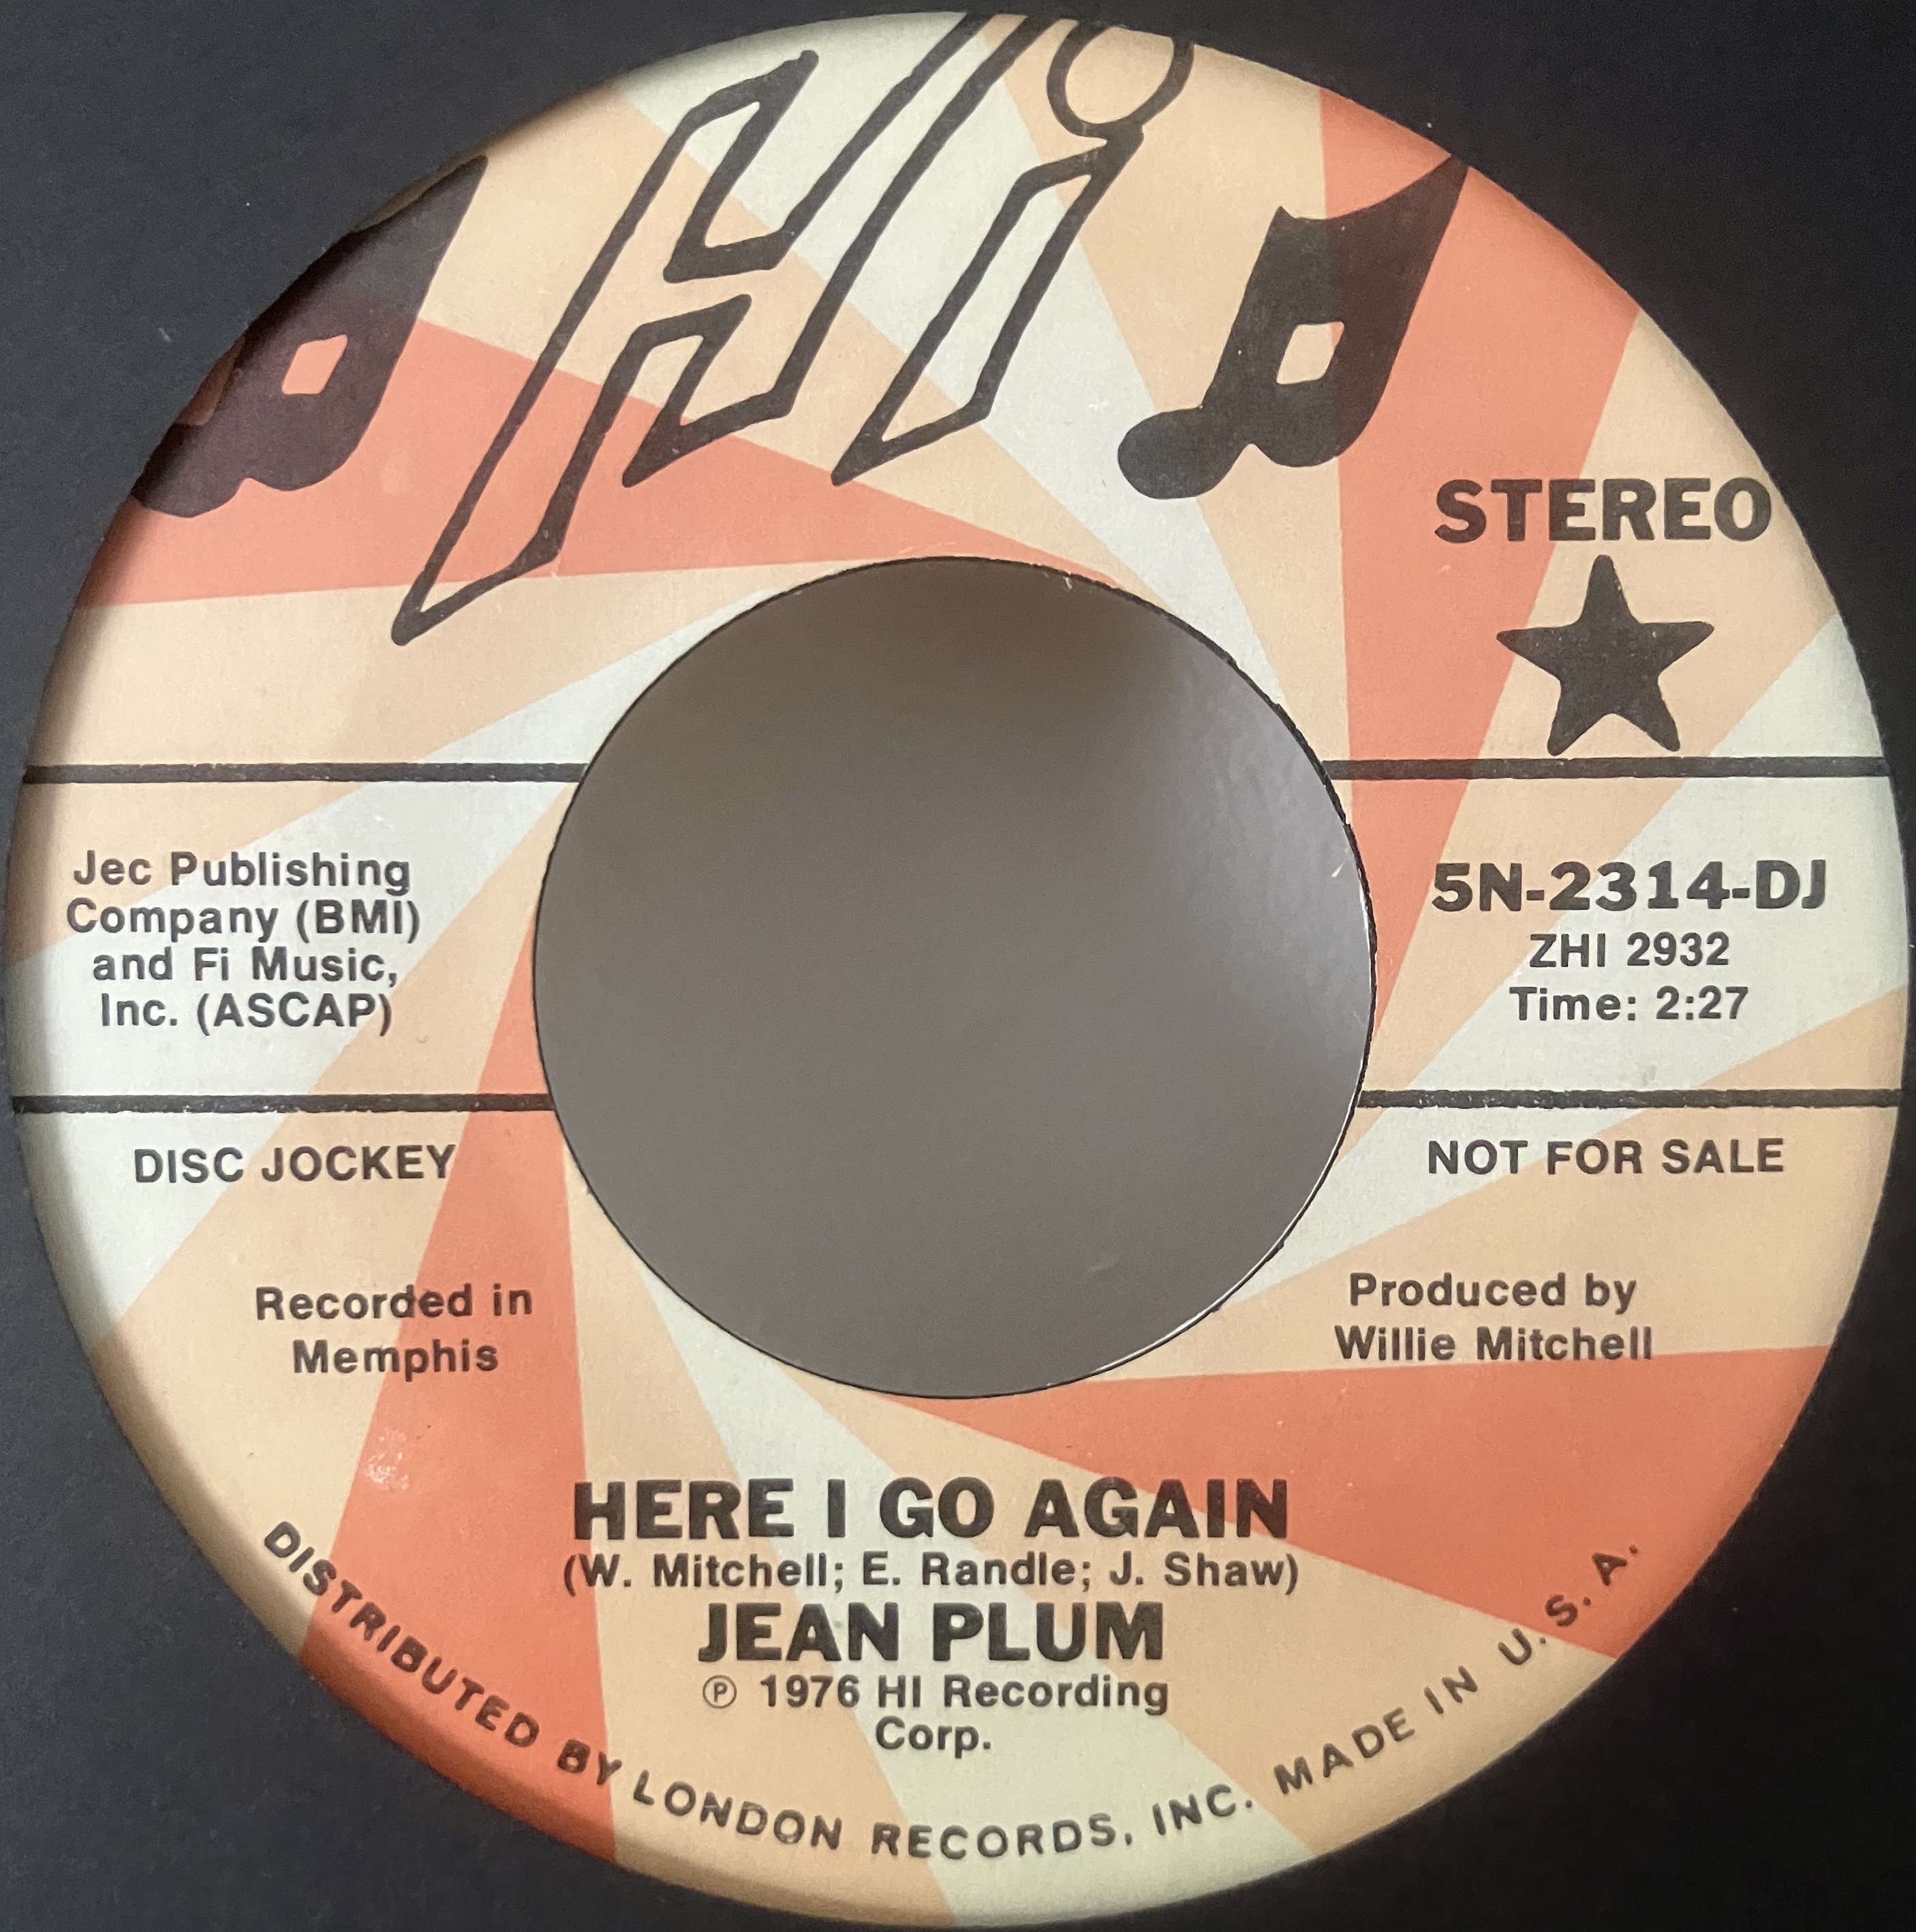 Hi
STEREO
Jec Publishing
Company (BMI)
and Fi Music,
Inc. (ASCAP)
5N-2314-DJ
ZHI 2932
Time: 2:27
DISC JOCKEY
NOT FOR SALE
Recorded in
Memphis
Produced by
Willie Mitchell
HERE I GO AGAIN
(W. Mitchell; E. Randle; J. Shaw)
JEAN PLUM
℗ 1976 HI Recording
Corp.
DISTRIBUTED BY LONDON RECORDS, INC. MADE IN U.S.A.